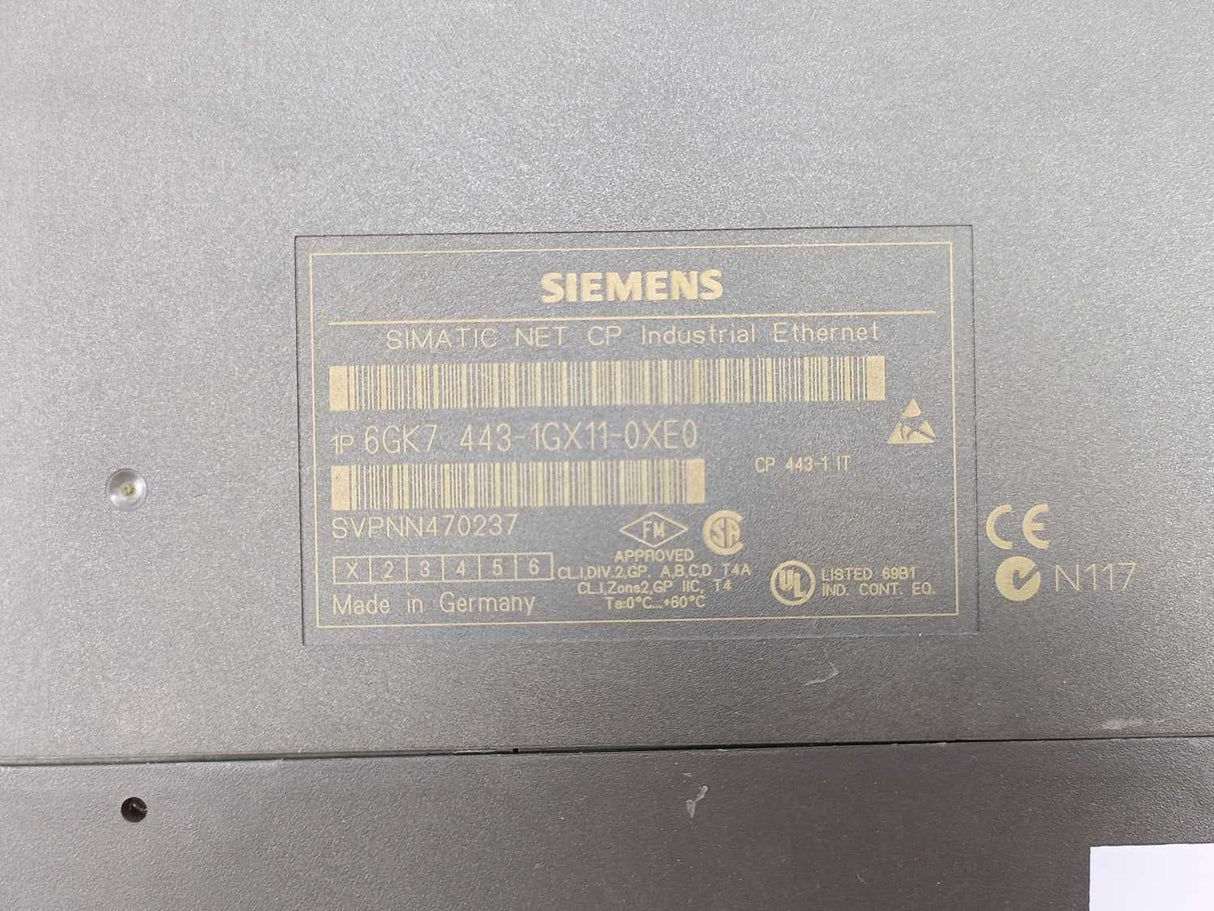 SIEMENS
SIMATIC NET CP Industrial Ethernet
1P 6GK7 443-1GX11-0XE0
CP 443-1 IT
SVPNN470237
FM
APPROVED
CL.I,DIV.2,GP. A,B,C,D T4A
CL.I,Zone2,GP IIC, T4
Ta:0°C...+60°C
SA
X 2 3 4 5 6
Made in Germany
UL
LISTED 69B1
IND. CONT. EQ.
CE
N117